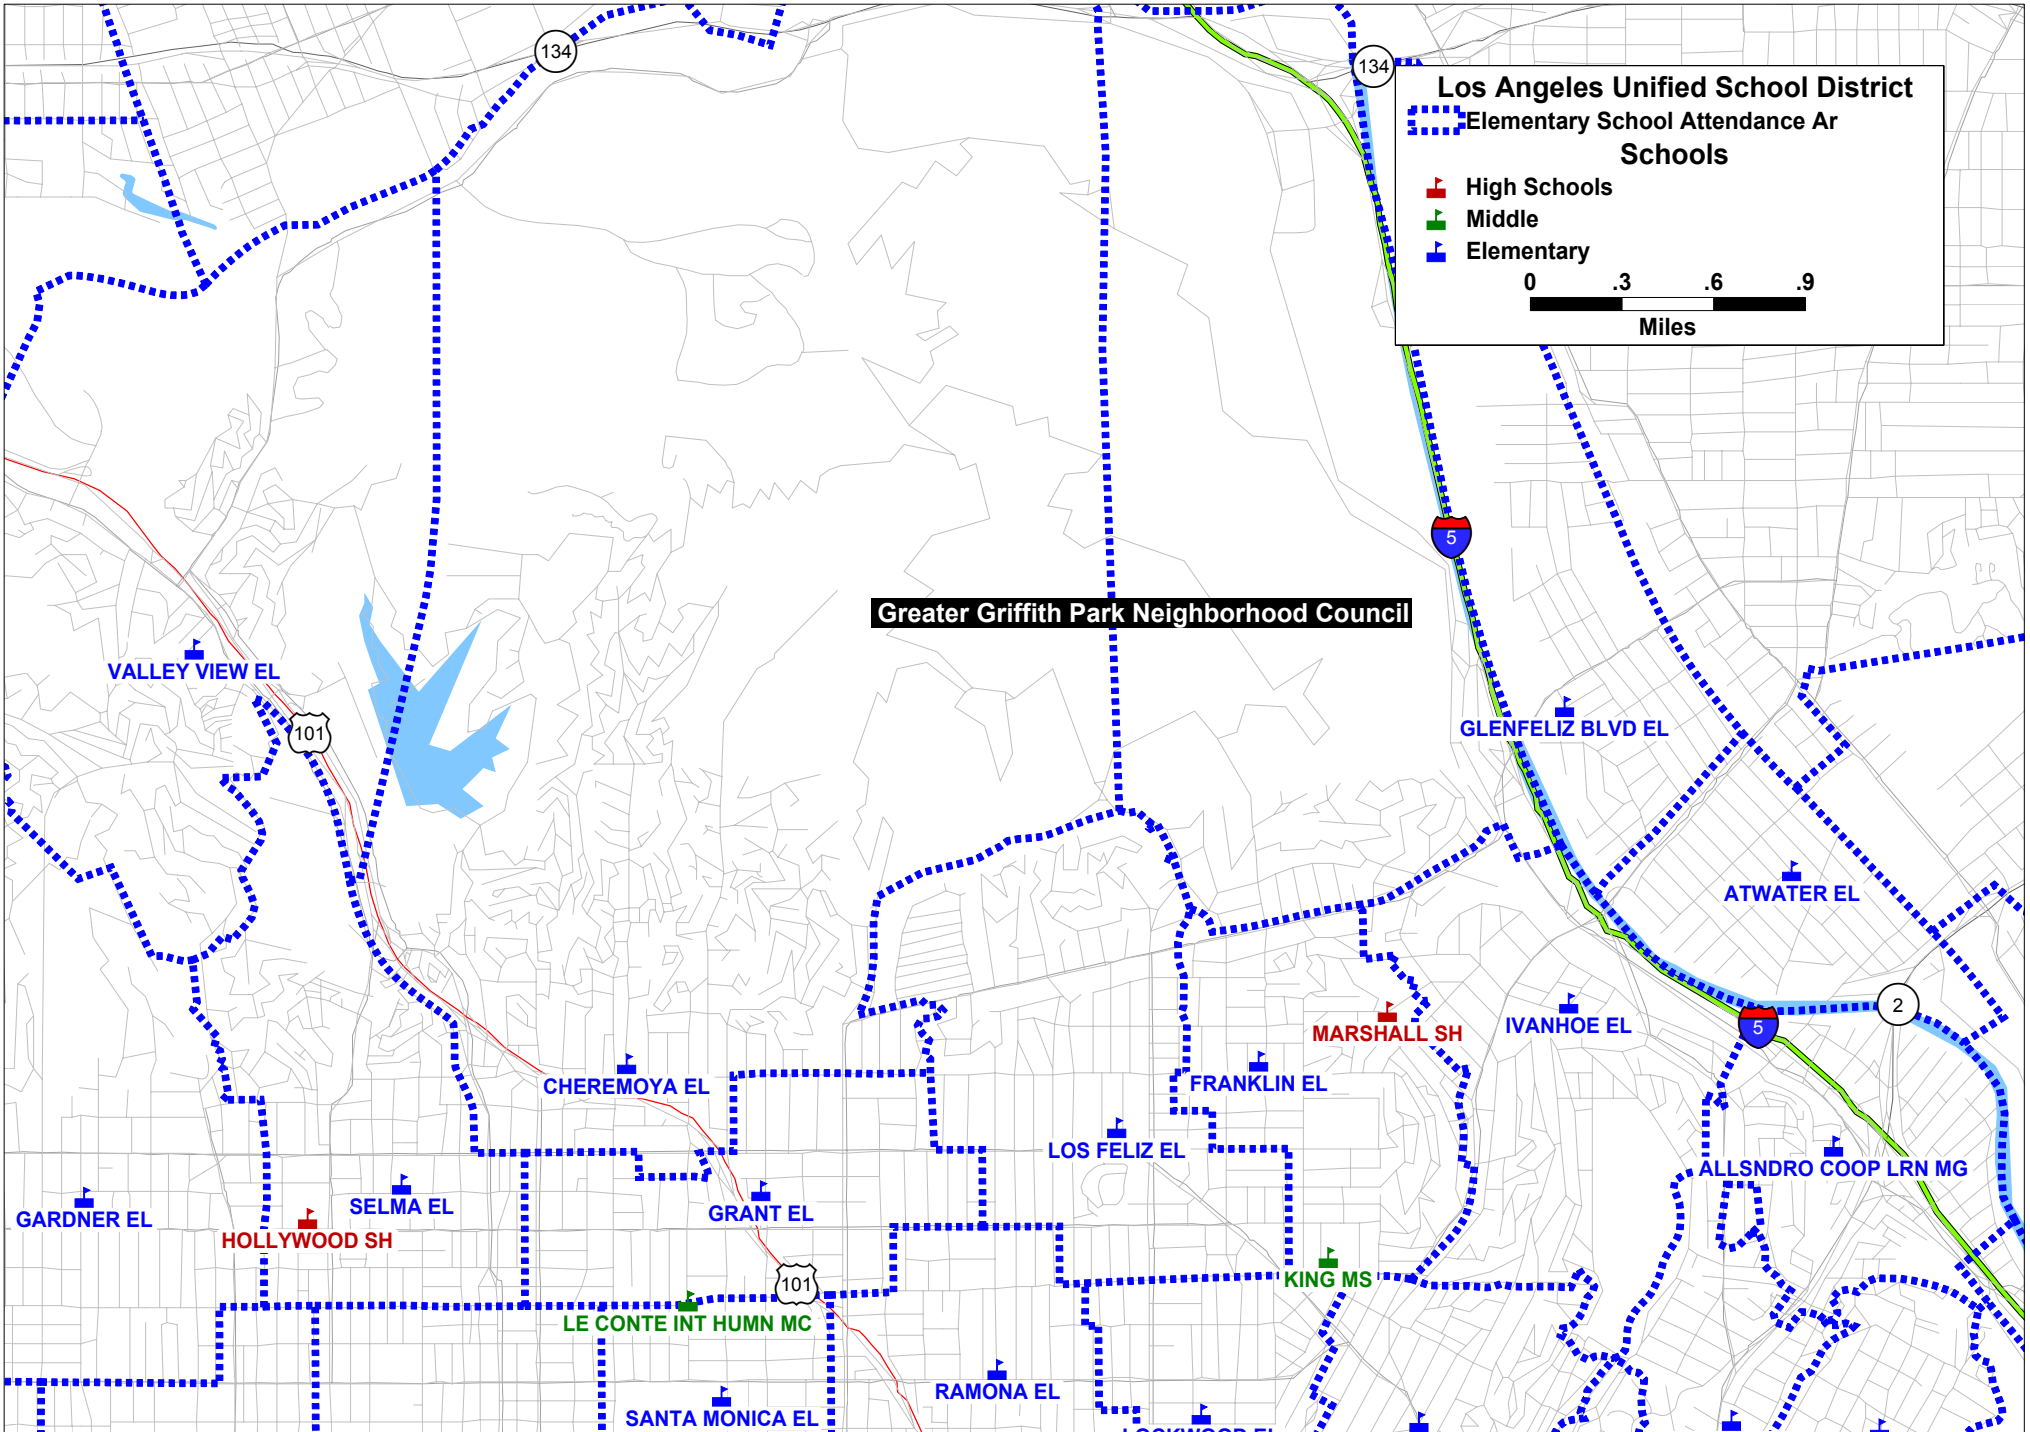 134
134
Los Angeles Unified School District
Elementary School Attendance Ar
Schools
High Schools
Middle
Elementary
0 .3 .6 .9
Miles
5
Greater Griffith Park Neighborhood Council
VALLEY VIEW EL
101
GLENFELIZ BLVD EL
ATWATER EL
2
MARSHALL SH
IVANHOE EL
5
CHEREMOYA EL
FRANKLIN EL
LOS FELIZ EL
ALLSNDRO COOP LRN MG
GARDNER EL
SELMA EL
GRANT EL
HOLLYWOOD SH
101
KING MS
LE CONTE INT HUMN MC
RAMONA EL
SANTA MONICA EL
LOCKWOOD EL